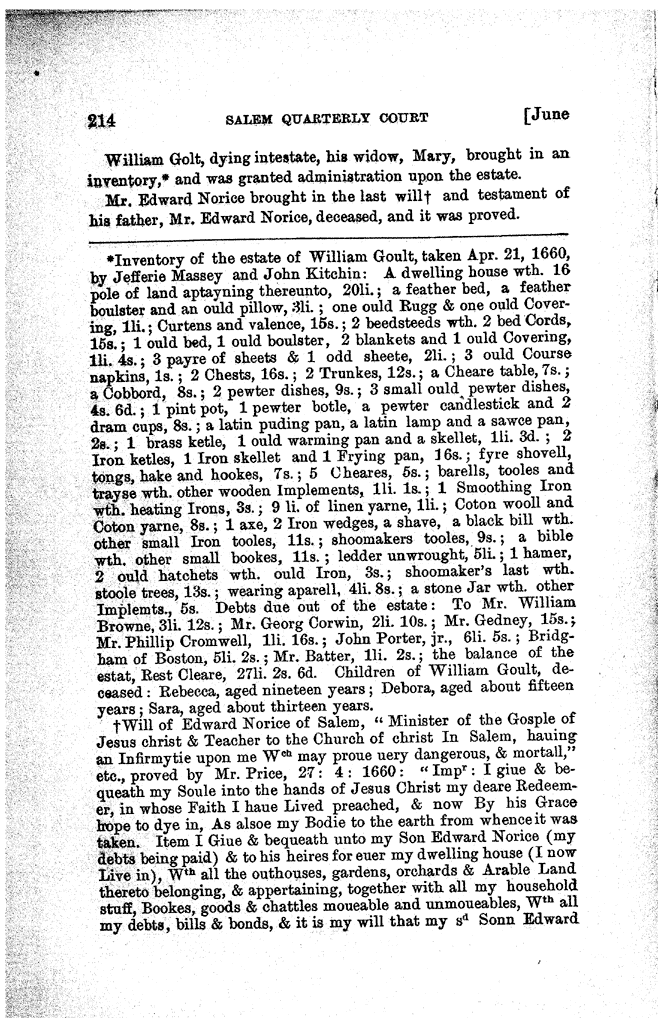 214 SALEM QUARTERLY COURT [June
William Golt, dying intestate, his widow, Mary, brought in an
inventory,* and was granted administration upon the estate.
Mr. Edward Norice brought in the last will† and testament of
his father, Mr. Edward Norice, deceased, and it was proved.
*Inventory of the estate of William Goult, taken Apr. 21, 1660,
by Jefferie Massey and John Kitchin: A dwelling house wth. 16
pole of land aptayning thereunto, 20li.; a feather bed, a feather
boulster and an ould pillow, 3li.; one ould Rugg & one ould Cover-
ing, 1li.; Curtens and valence, 15s.; 2 beedsteeds wth. 2 bed Cords,
15s.; 1 ould bed, 1 ould boulster, 2 blankets and 1 ould Covering,
1li. 4s.; 3 payre of sheets & 1 odd sheete, 2li.; 3 ould Course
napkins, 1s.; 2 Chests, 16s.; 2 Trunkes, 12s.; a Cheare table, 7s.;
a Cobbord, 8s.; 2 pewter dishes, 9s.; 3 small ould pewter dishes,
4s. 6d.; 1 pint pot, 1 pewter botle, a pewter candlestick and 2
dram cups, 8s.; a latin puding pan, a latin lamp and a sawce pan,
2s.; 1 brass ketle, 1 ould warming pan and a skellet, 1li. 3d.; 2
Iron ketles, 1 Iron skellet and 1 Frying pan, 16s.; fyre shovell,
tongs, hake and hookes, 7s.; 5 Cheares, 5s.; barells, tooles and
trayse wth. other wooden Implements, 1li. 1s.; 1 Smoothing Iron
wth. heating Irons, 3s.; 9 li. of linen yarne, 1li.; Coton wooll and
Coton yarne, 8s.; 1 axe, 2 Iron wedges, a shave, a black bill wth.
other small Iron tooles, 11s.; shoomakers tooles, 9s.; a bible
wth. other small bookes, 11s.; ledder unwrought, 5li.; 1 hamer,
2 ould hatchets wth. ould Iron, 3s.; shoomaker's last wth.
stoole trees, 13s.; wearing aparell, 4li. 8s.; a stone Jar wth. other
Implemts., 5s. Debts due out of the estate: To Mr. William
Browne, 3li. 12s.; Mr. Georg Corwin, 2li. 10s.; Mr. Gedney, 15s.;
Mr. Phillip Cromwell, 1li. 16s.; John Porter, jr., 6li. 5s.; Bridg-
ham of Boston, 5li. 2s.; Mr. Batter, 1li. 2s.; the balance of the
estat, Rest Cleare, 27li. 2s. 6d. Children of William Goult, de-
ceased: Rebecca, aged nineteen years; Debora, aged about fifteen
years; Sara, aged about thirteen years.
†Will of Edward Norice of Salem, "Minister of the Gosple of
Jesus christ & Teacher to the Church of christ In Salem, hauing
an Infirmytie upon me Wch may proue uery dangerous, & mortall,"
etc., proved by Mr. Price, 27: 4: 1660: "Impr: I giue & be-
queath my Soule into the hands of Jesus Christ my deare Redeem-
er, in whose Faith I haue Lived preached, & now By his Grace
hope to dye in, As alsoe my Bodie to the earth from whence it was
taken. Item I Giue & bequeath unto my Son Edward Norice (my
debts being paid) & to his heires for euer my dwelling house (I now
Live in), Wth all the outhouses, gardens, orchards & Arable Land
thereto belonging, & appertaining, together with all my household
stuff, Bookes, goods & chattles moueable and unmoueables, Wth all
my debts, bills & bonds, & it is my will that my sd Sonn Edward